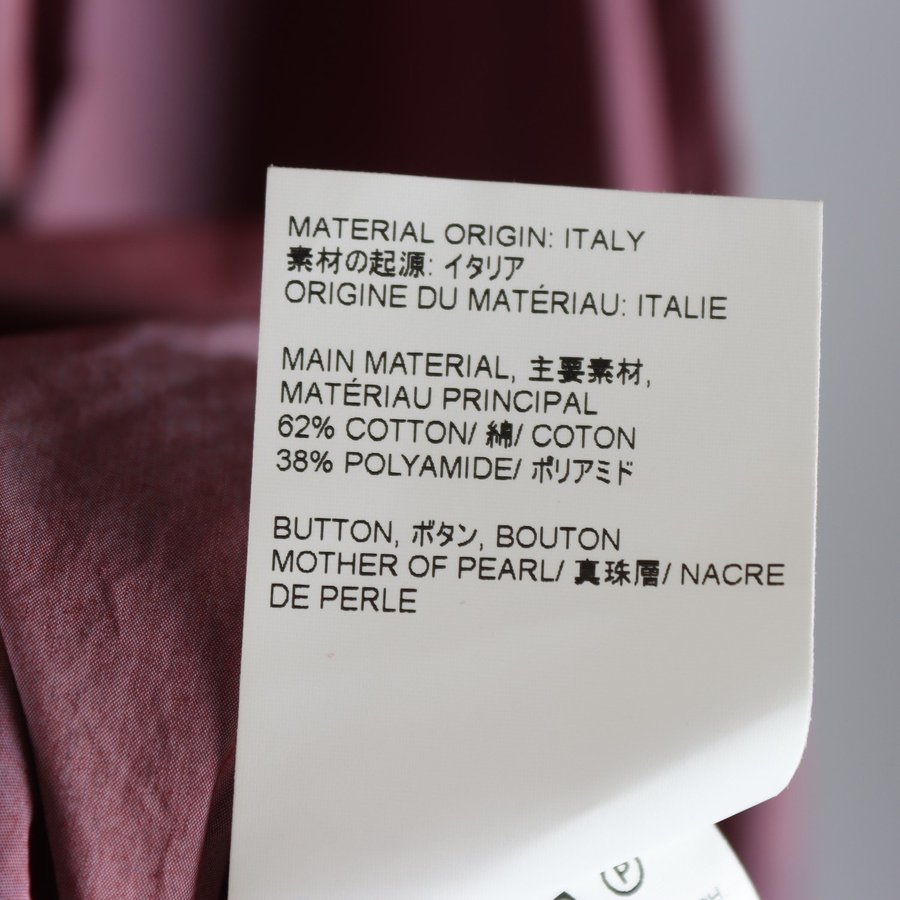 MATERIAL ORIGIN: ITALY
素材の起源: イタリア
ORIGINE DU MATÉRIAU: ITALIE
MAIN MATERIAL, 主要素材,
MATÉRIAU PRINCIPAL
62% COTTON/ 綿/ COTON
38% POLYAMIDE/ ポリアミド
BUTTON, ボタン, BOUTON
MOTHER OF PEARL/ 真珠層/ NACRE
DE PERLE
P